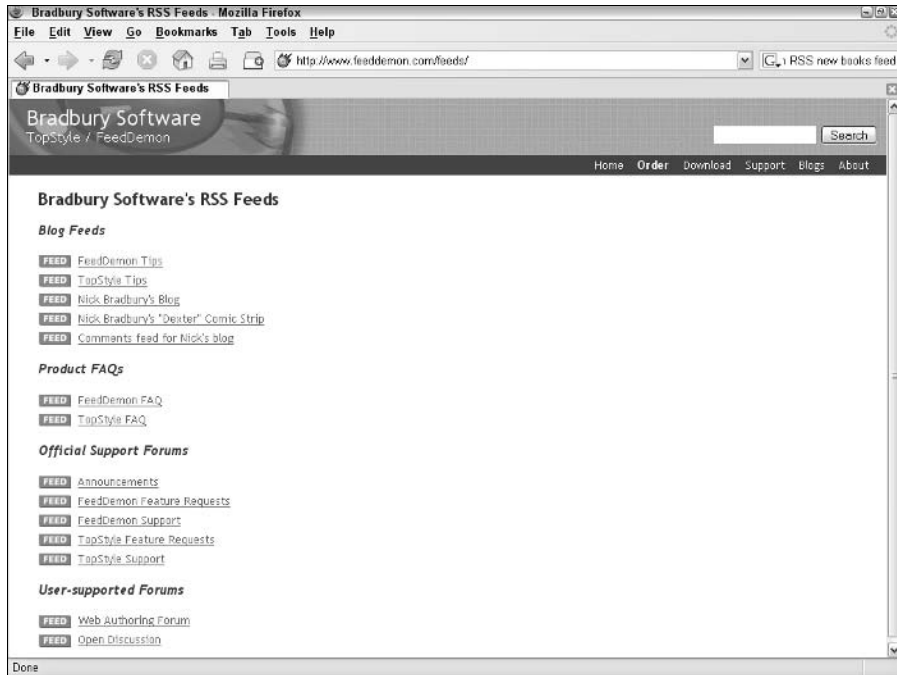 Bradbury Software's RSS Feeds - Mozilla Firefox
File Edit View Go Bookmarks Tab Tools Help
http://www.feeddemon.com/feeds/ G RSS new books feed
Bradbury Software's RSS Feeds
Bradbury Software
TopStyle / FeedDemon
Search
Home Order Download Support Blogs About
Bradbury Software's RSS Feeds
Blog Feeds
FEED FeedDemon Tips
FEED TopStyle Tips
FEED Nick Bradbury's Blog
FEED Nick Bradbury's "Dexter" Comic Strip
FEED Comments feed for Nick's blog
Product FAQs
FEED FeedDemon FAQ
FEED TopStyle FAQ
Official Support Forums
FEED Announcements
FEED FeedDemon Feature Requests
FEED FeedDemon Support
FEED TopStyle Feature Requests
FEED TopStyle Support
User-supported Forums
FEED Web Authoring Forum
FEED Open Discussion
Done